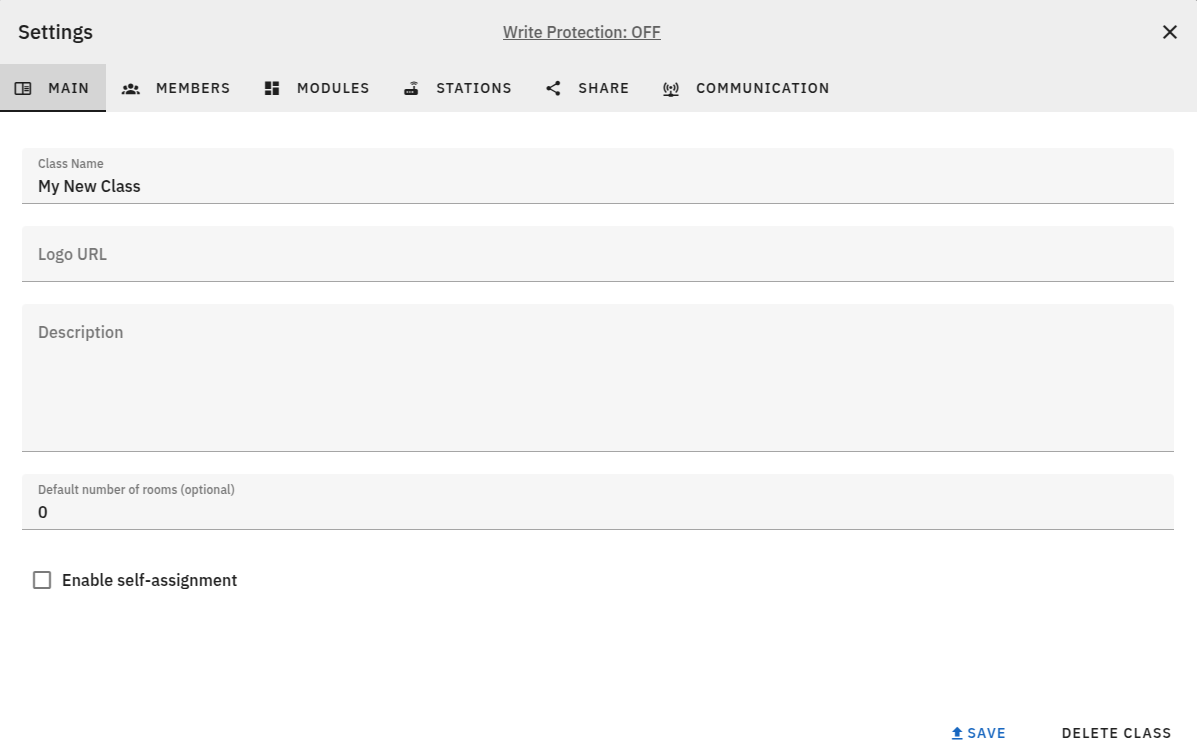 Settings
Write Protection: OFF
MAIN MEMBERS MODULES STATIONS SHARE COMMUNICATION
Class Name
My New Class
Logo URL
Description
Default number of rooms (optional)
0
Enable self-assignment
SAVE DELETE CLASS